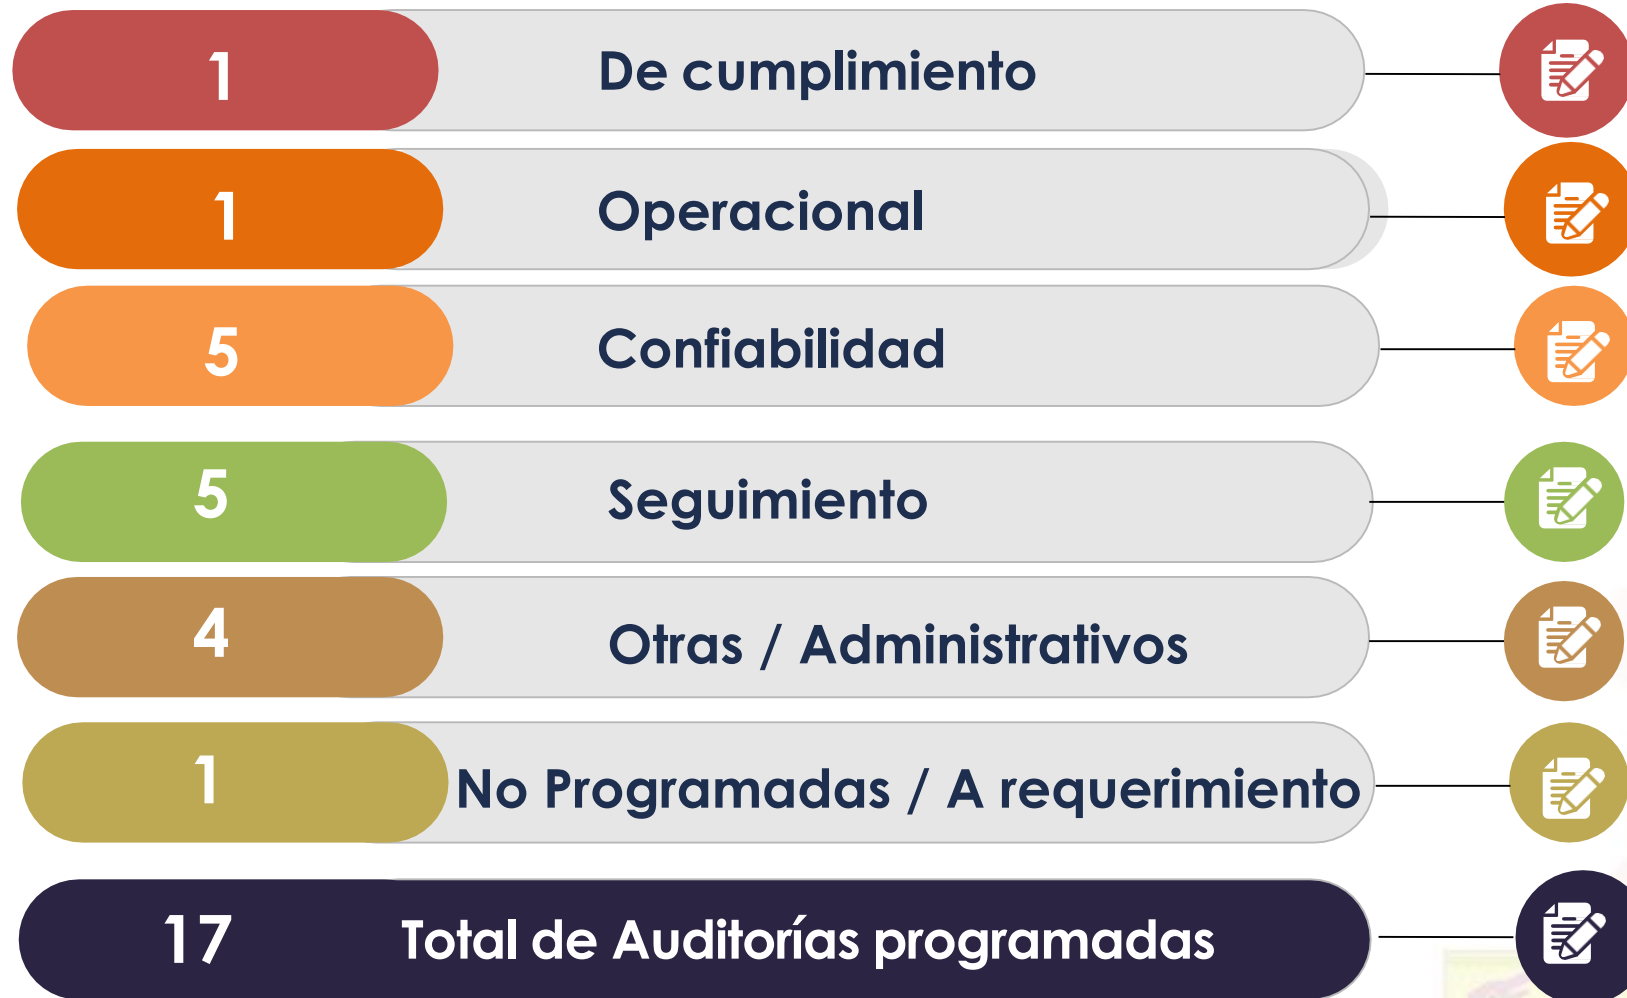 1 De cumplimiento
1 Operacional
5 Confiabilidad
5 Seguimiento
4 Otras / Administrativos
1 No Programadas / A requerimiento
17 Total de Auditorías programadas